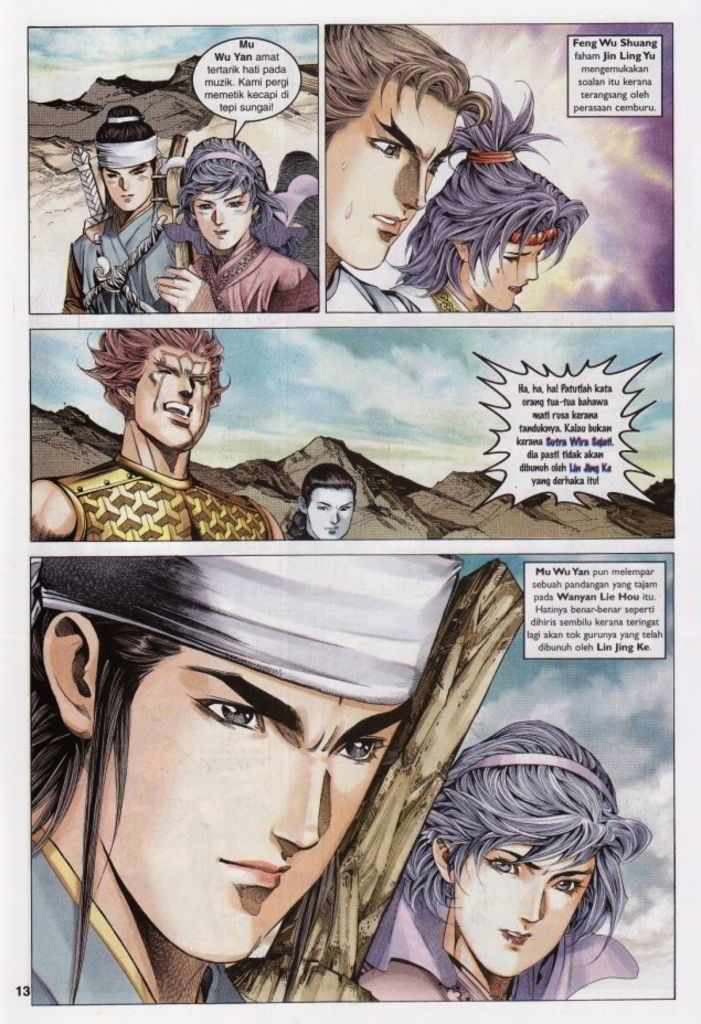 Mu
Wu Yan amat
tertarik hati pada
muzik. Kami pergi
memetik kecapi di
tepi sungai!
Feng Wu Shuang
faham Jin Ling Yu
mengemukakan
soalan itu kerana
terangsang oleh
perasaan cemburu.
Ha, ha, ha! Patutlah kata
orang tua-tua bahawa
mati rusa kerana
tanduknya. Kalau bukan
kerana Sutra Wira Sejati,
dia pasti tidak akan
dibunuh oleh Lin Jing Ke
yang derhaka itu!
Mu Wu Yan pun melempar
sebuah pandangan yang tajam
pada Wanyan Lie Hou itu.
Hatinya benar-benar seperti
dihiris sembilu kerana teringat
lagi akan tok gurunya yang telah
dibunuh oleh Lin Jing Ke.
13